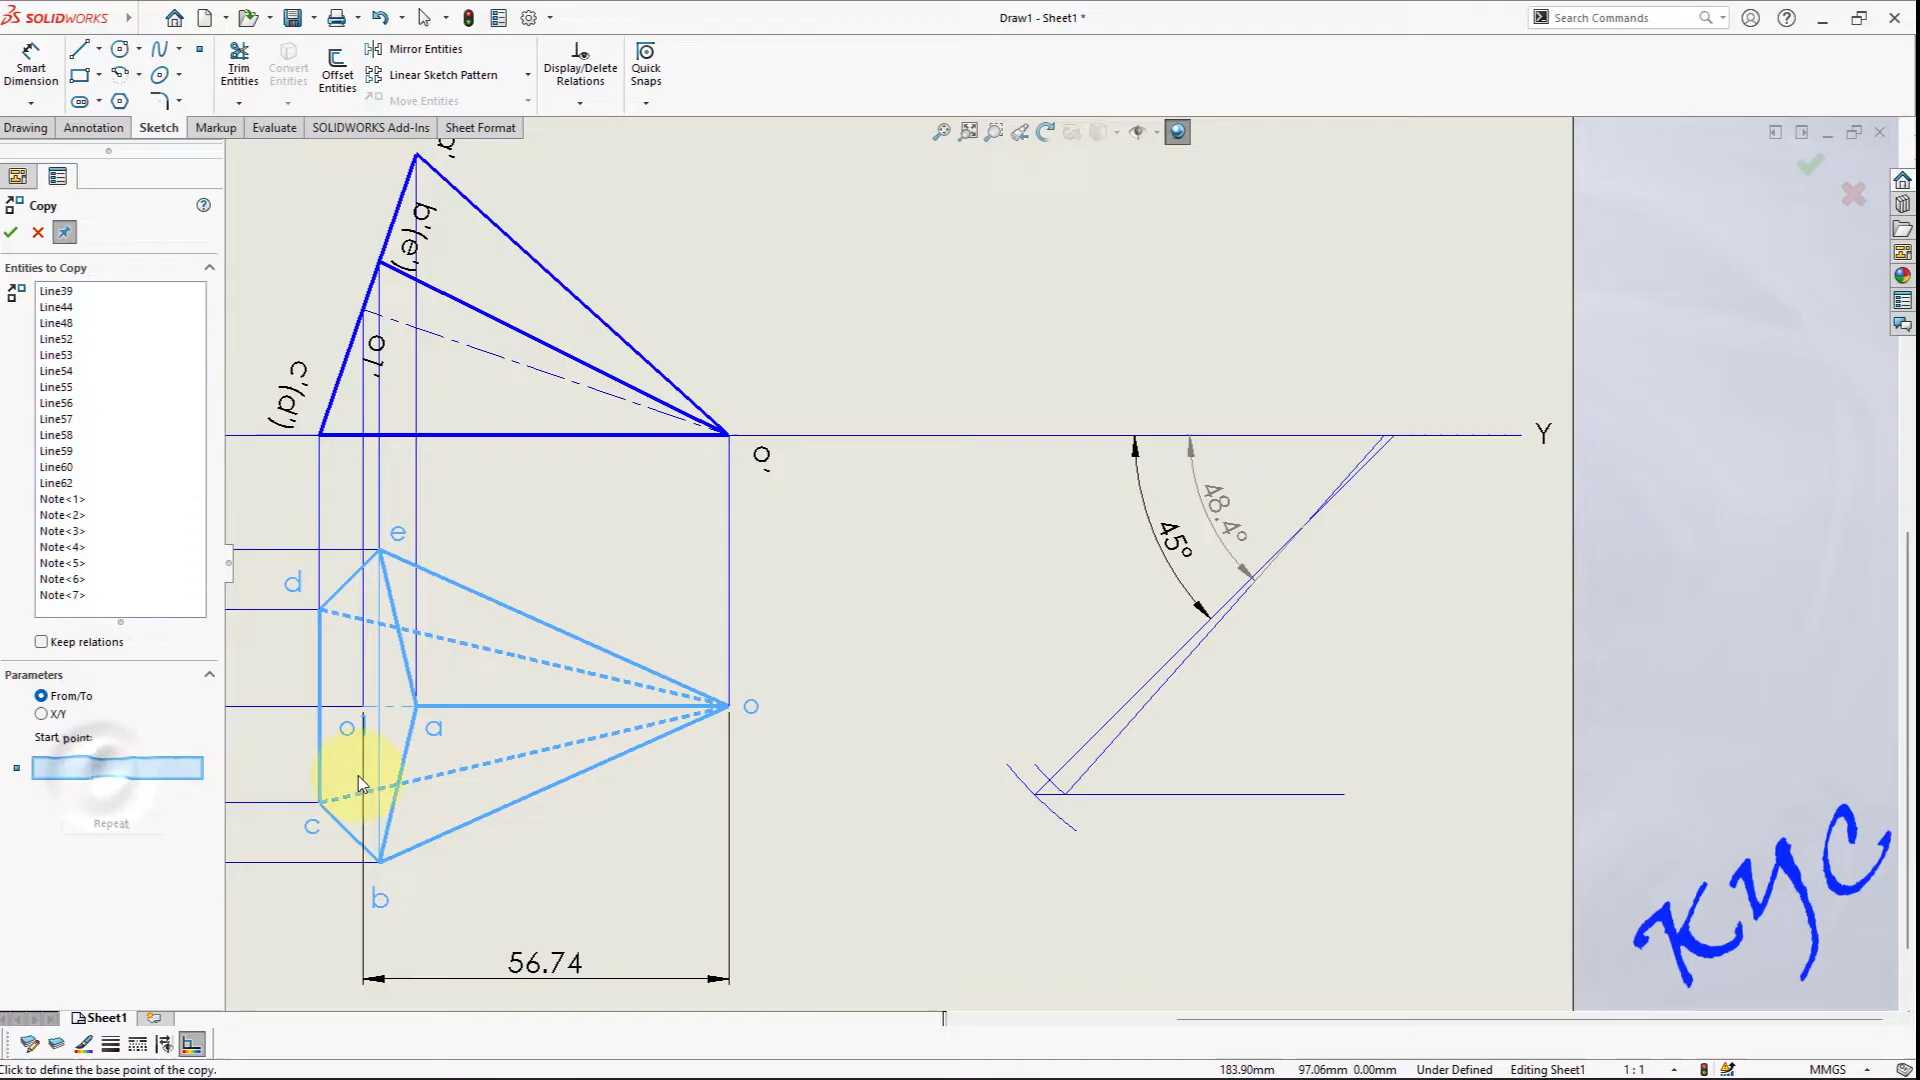 SOLIDWORKS
Draw1 - Sheet1 *
Search Commands
Smart Dimension
Trim Entities
Convert Entities
Offset Entities
Mirror Entities
Linear Sketch Pattern
Move Entities
Display/Delete Relations
Quick Snaps
Drawing
Annotation
Sketch
Markup
Evaluate
SOLIDWORKS Add-Ins
Sheet Format
Copy
Entities to Copy
Line39
Line44
Line48
Line52
Line53
Line54
Line55
Line56
Line57
Line58
Line59
Line60
Line62
Note<1>
Note<2>
Note<3>
Note<4>
Note<5>
Note<6>
Note<7>
Keep relations
Parameters
From/To
X/Y
Start point:
Repeat
b'(e')
o1'
c'(d')
o'
Y
48.4°
45°
e
d
o1
a
o
c
b
56.74
KYC
Sheet1
Click to define the base point of the copy.
183.90mm
97.06mm
0.00mm
Under Defined
Editing Sheet1
1 : 1
MMGS